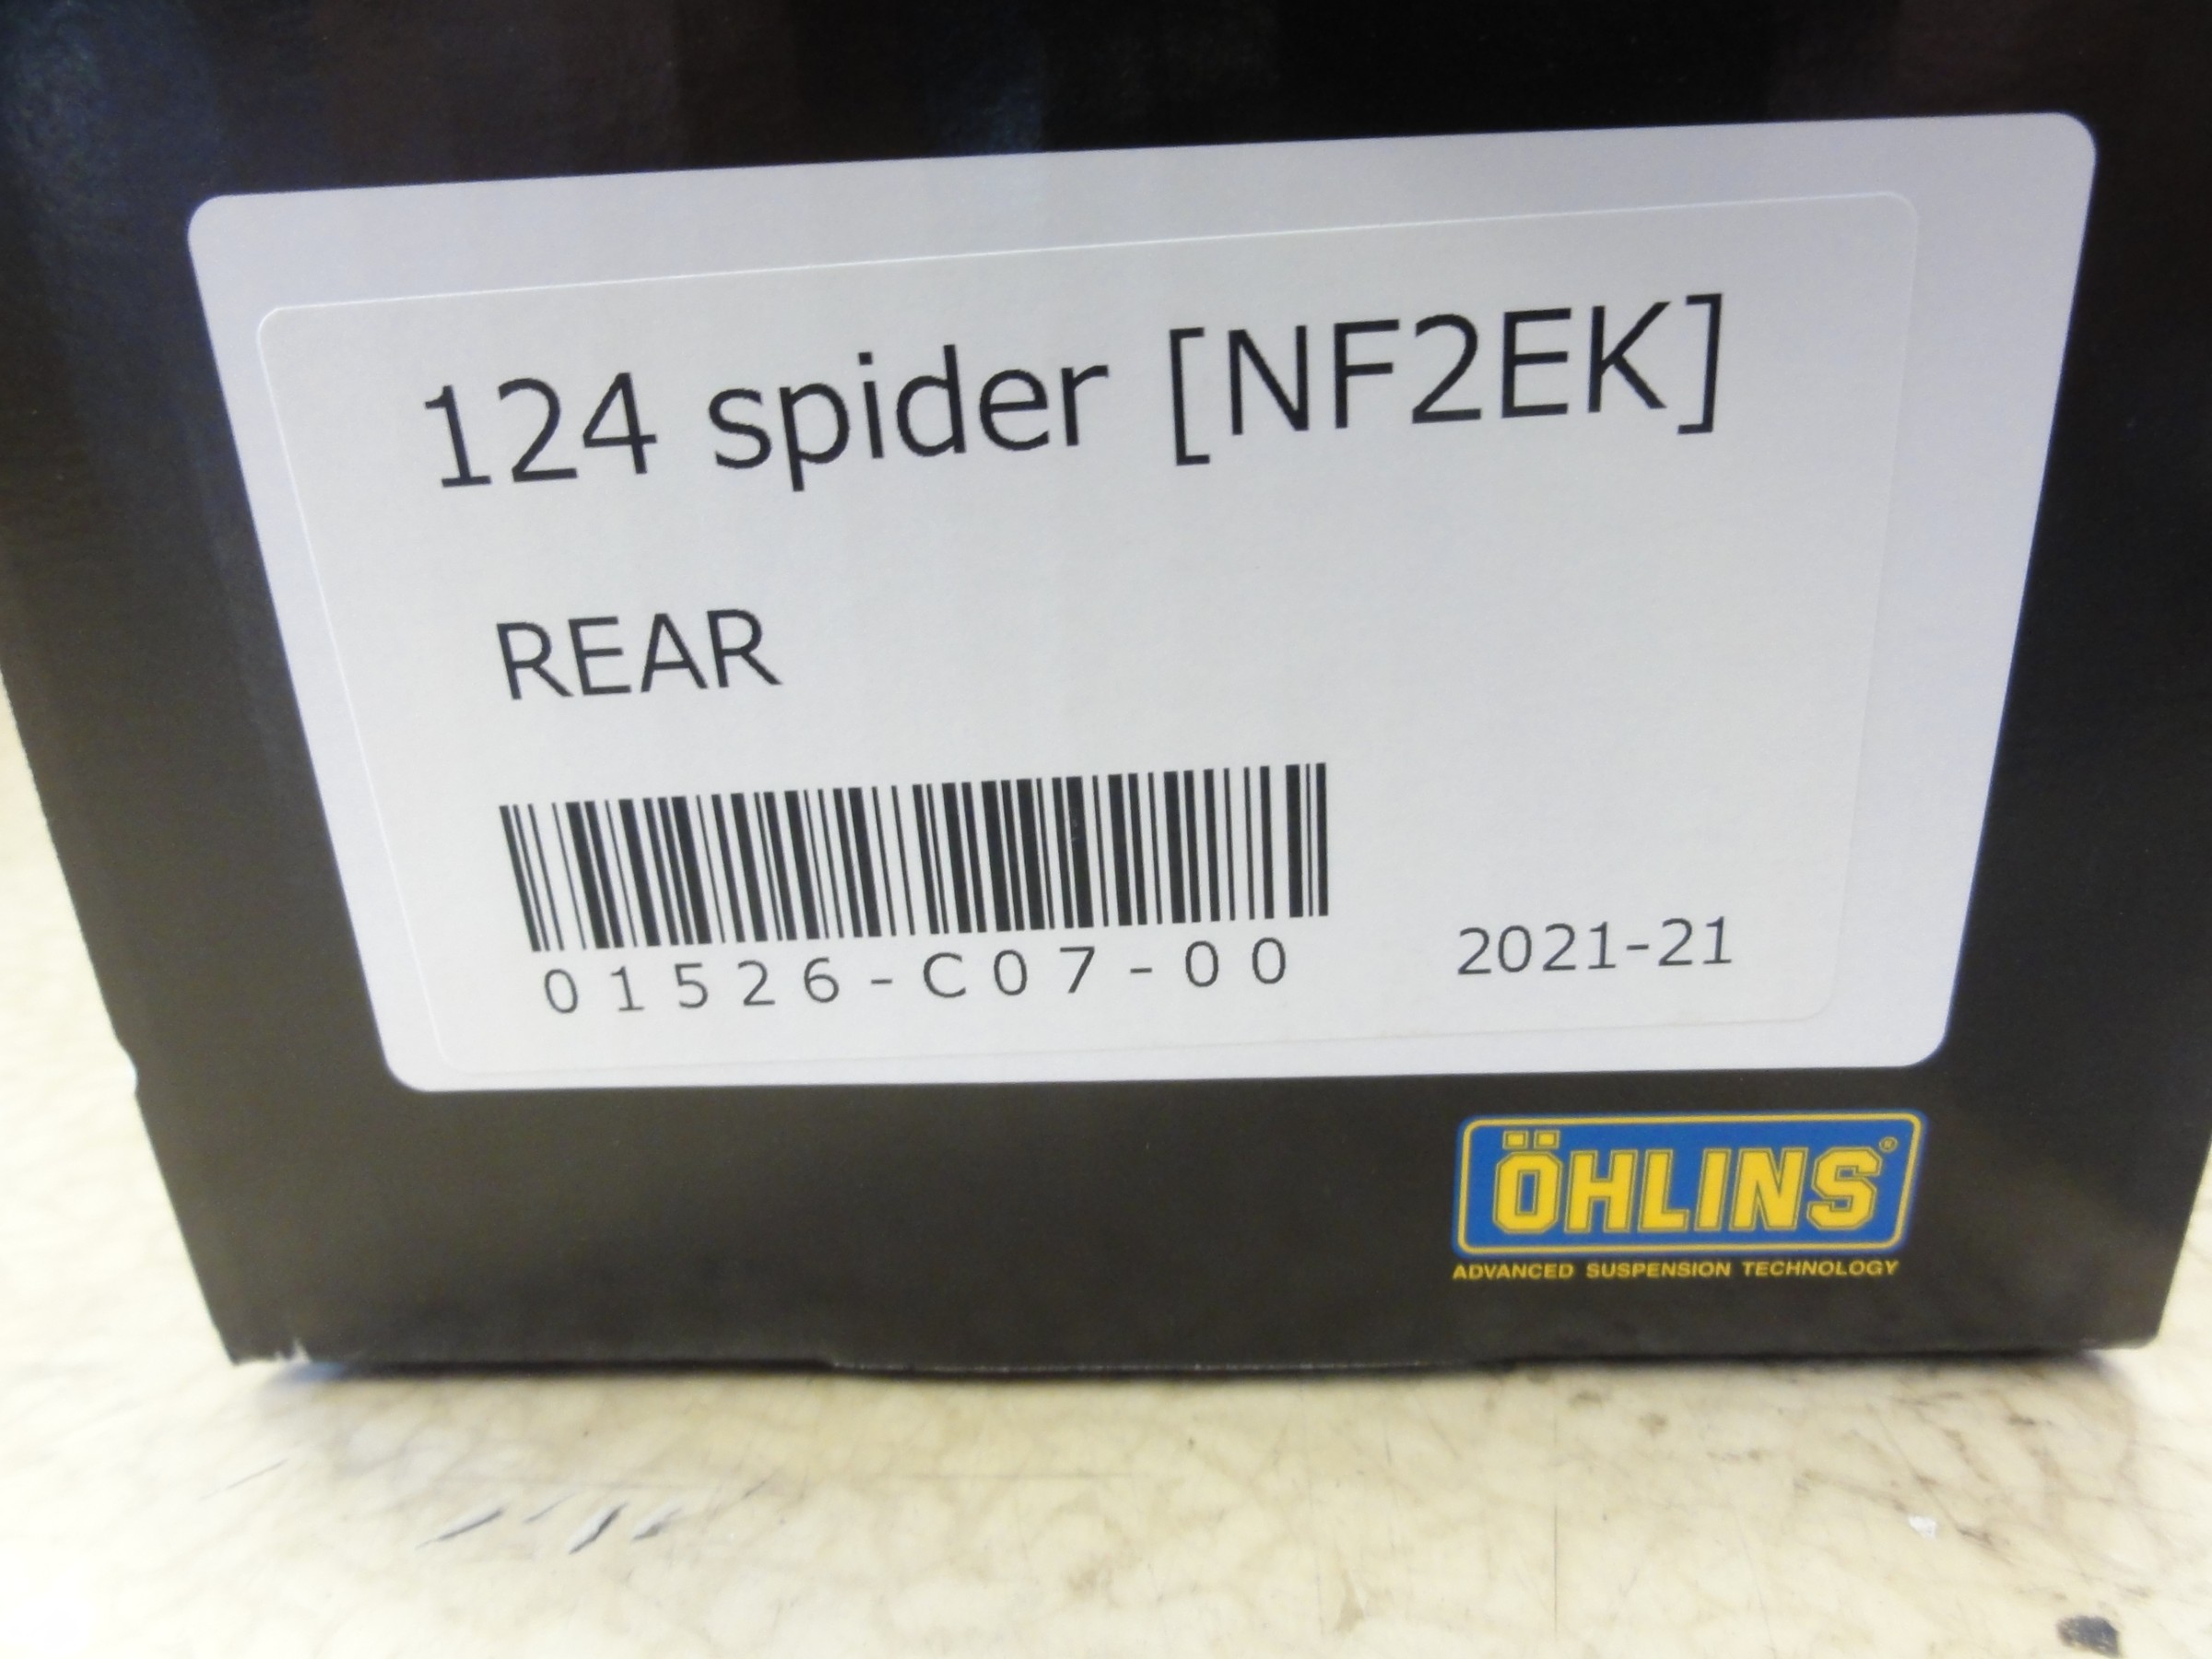 124 spider [NF2EK]
REAR
01526-C07-00
2021-21
ÖHLINS®
ADVANCED SUSPENSION TECHNOLOGY